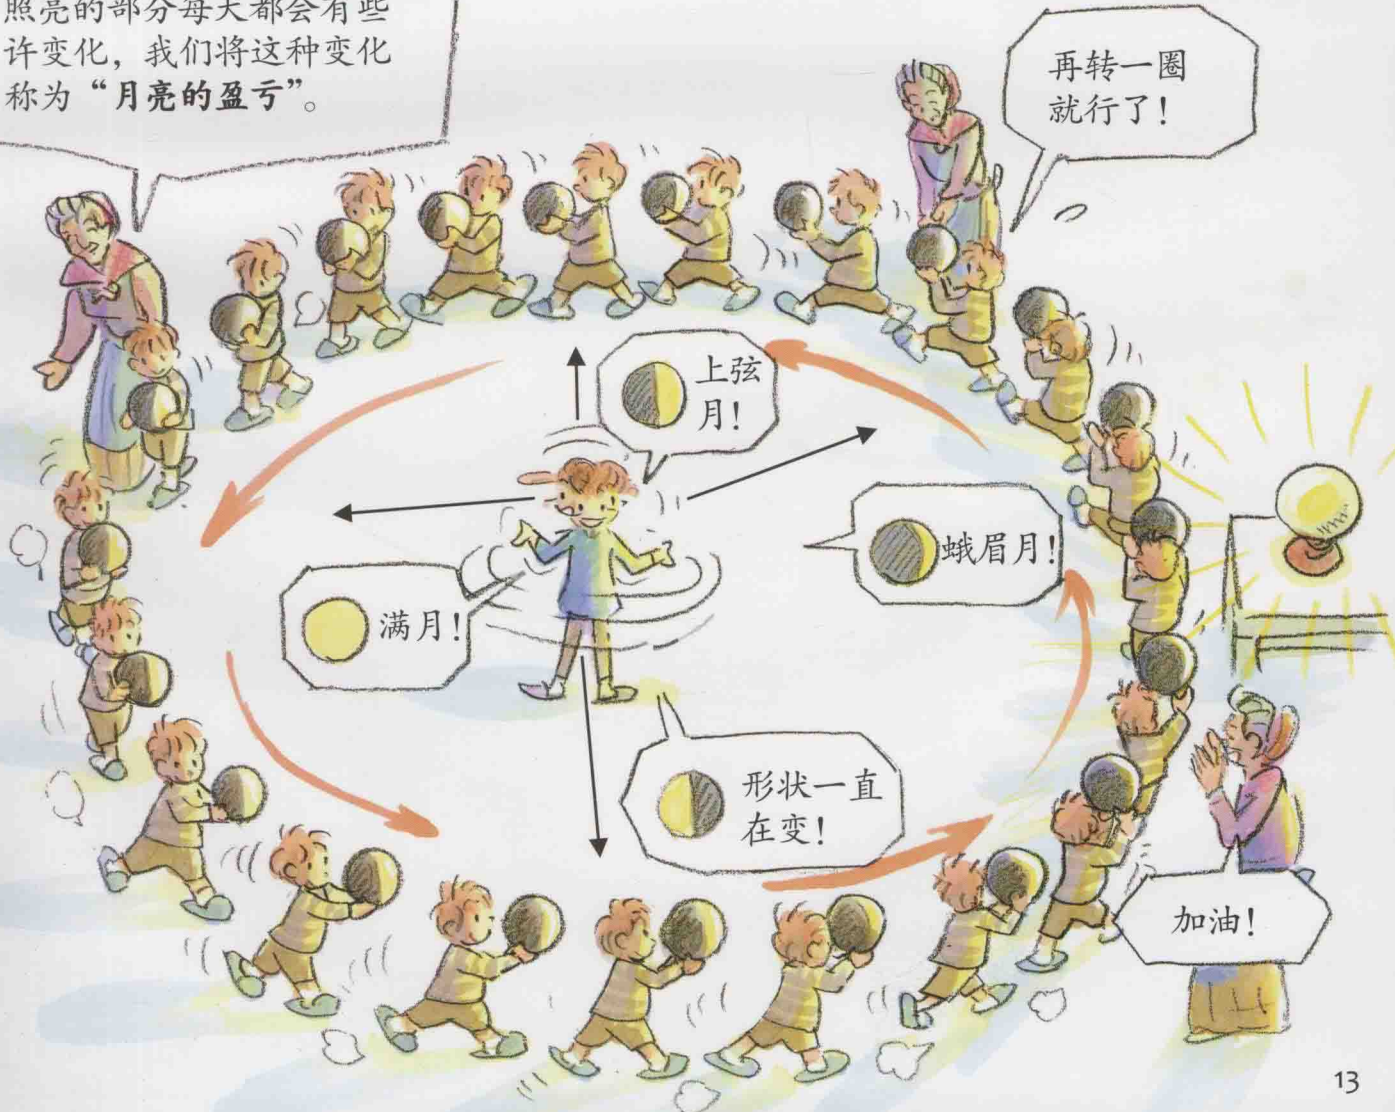 照亮的部分每天都会有些
许变化，我们将这种变化
称为“月亮的盈亏”。
再转一圈
就行了！
上弦
月！
蛾眉月！
满月！
形状一直
在变！
加油！
13